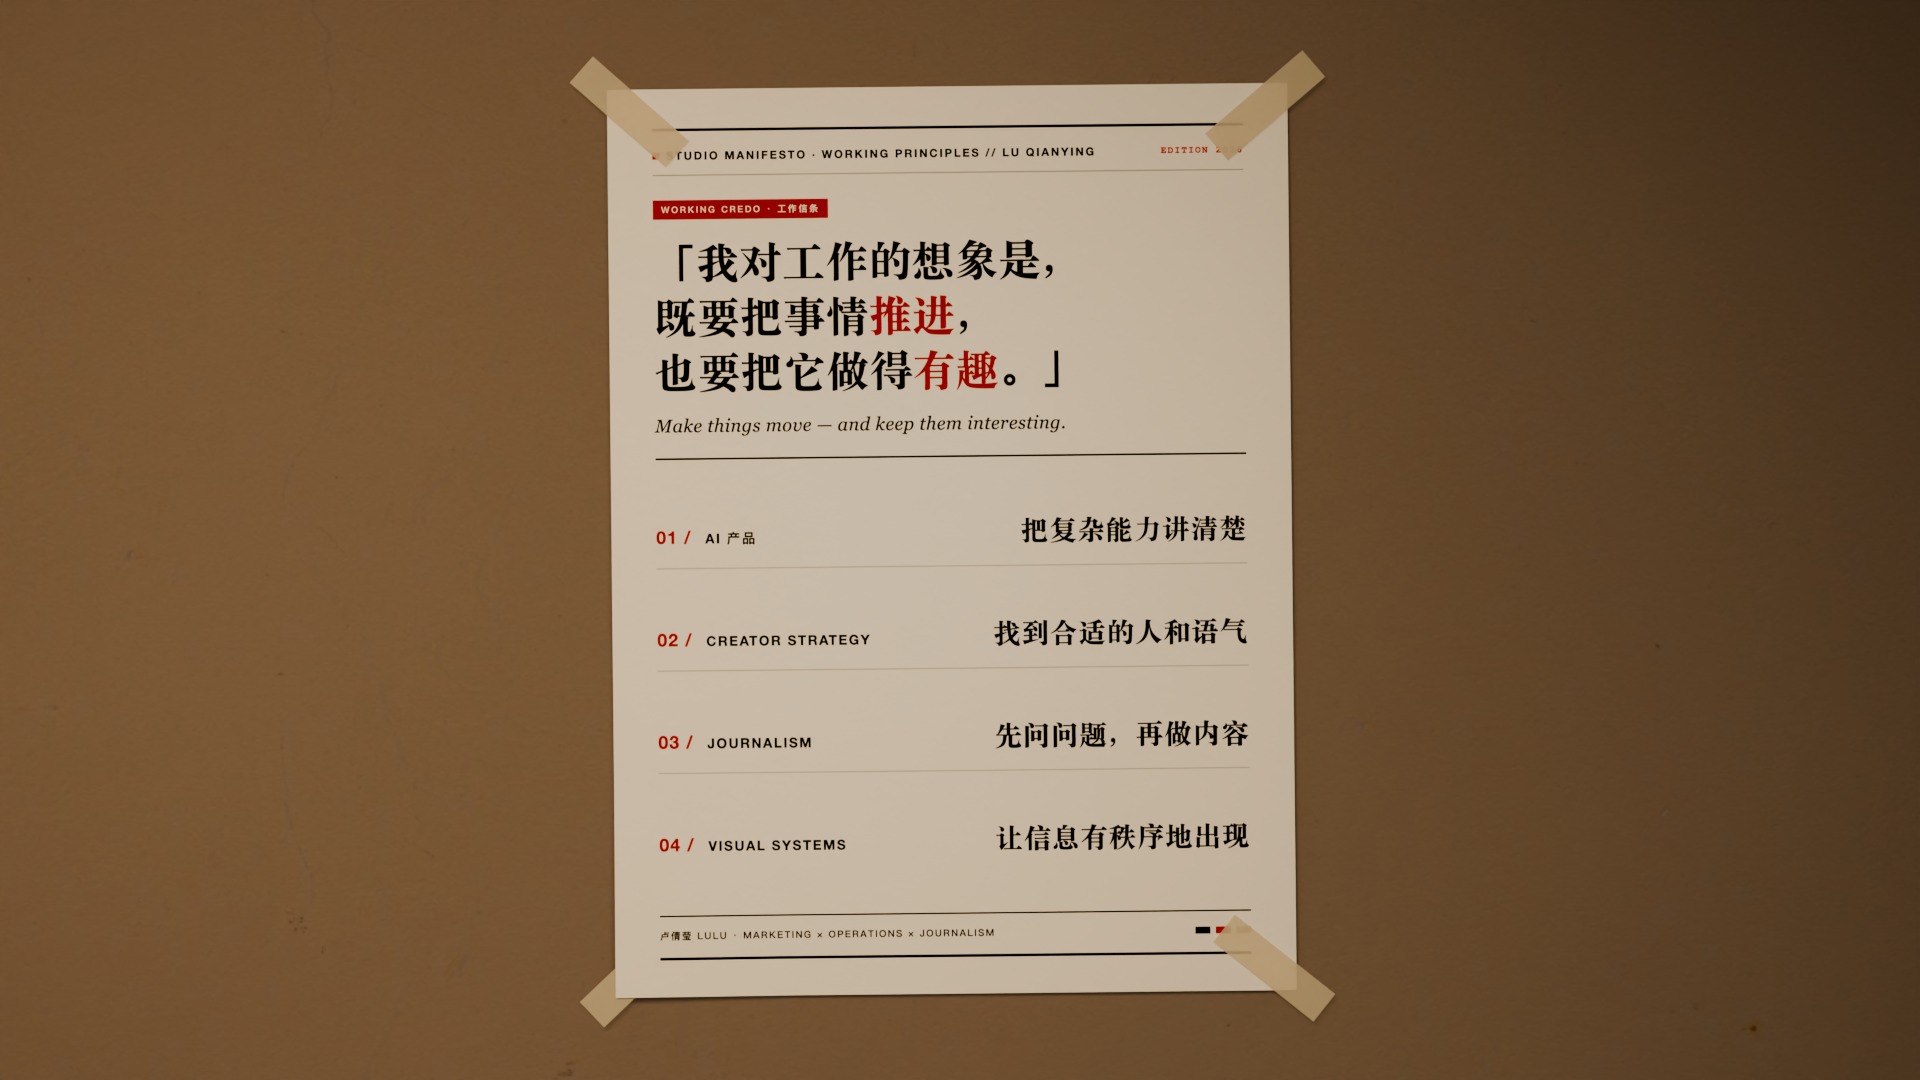 STUDIO MANIFESTO · WORKING PRINCIPLES // LU QIANYING
EDITION
WORKING CREDO · 工作信条
「我对工作的想象是，
既要把事情推进，
也要把它做得有趣。」
Make things move — and keep them interesting.
01 / AI 产品 把复杂能力讲清楚
02 / CREATOR STRATEGY 找到合适的人和语气
03 / JOURNALISM 先问问题，再做内容
04 / VISUAL SYSTEMS 让信息有秩序地出现
卢倩莹 LULU · MARKETING × OPERATIONS × JOURNALISM